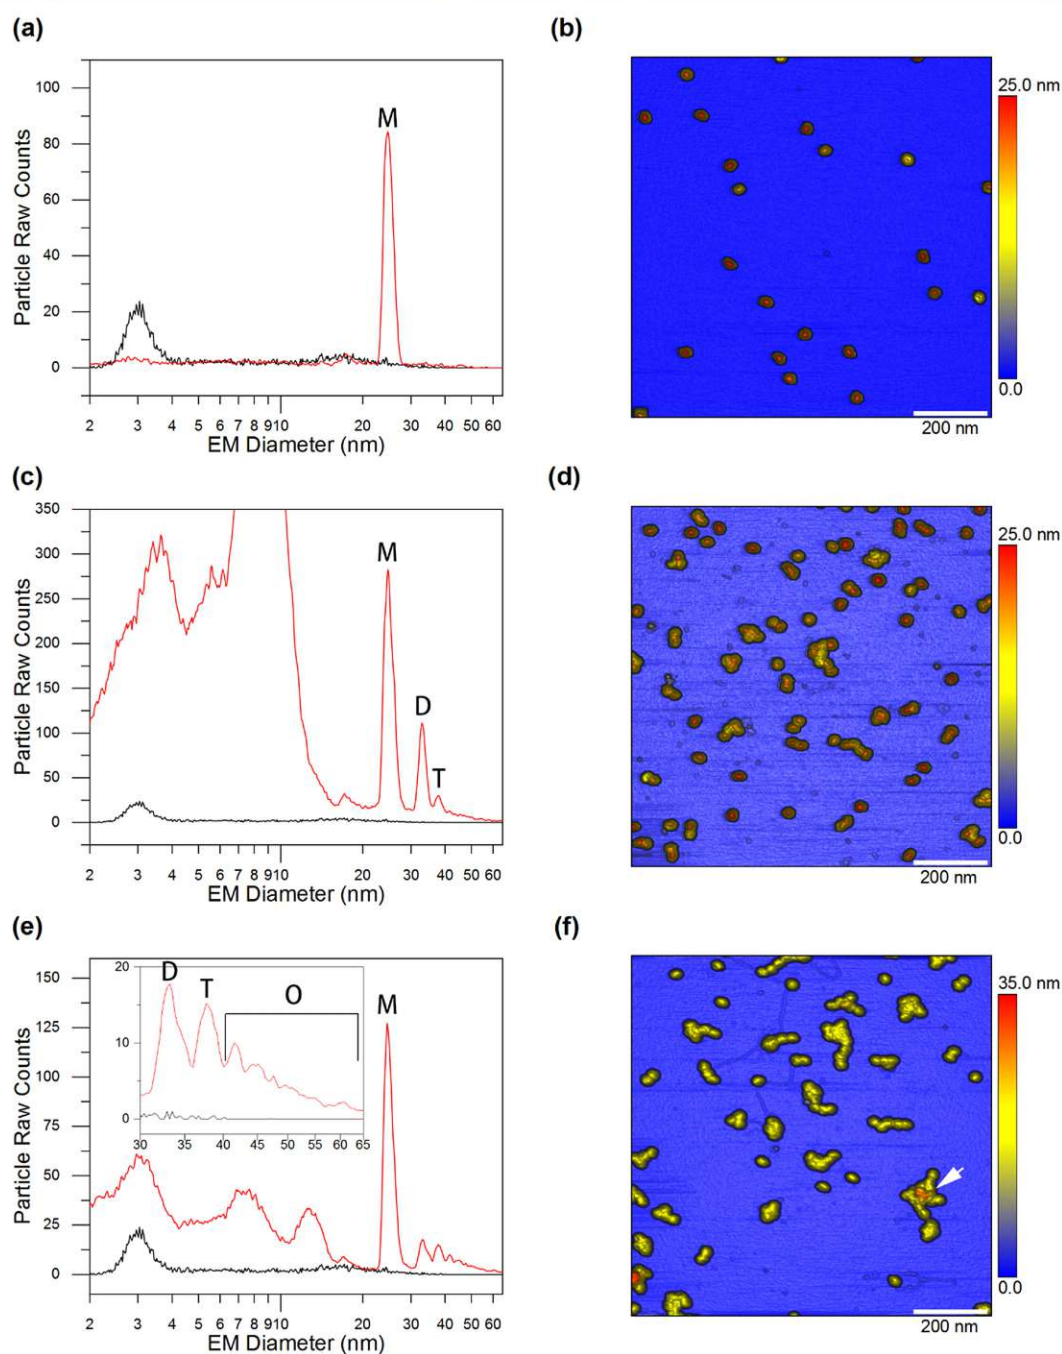 (a)
Particle Raw Counts
100
80
60
40
20
0
M
2 3 4 5 6 7 8 9 10 20 30 40 50 60
EM Diameter (nm)
(b)
25.0 nm
0.0
200 nm
(c)
Particle Raw Counts
350
300
250
200
150
100
50
0
M
D
T
2 3 4 5 6 7 8 9 10 20 30 40 50 60
EM Diameter (nm)
(d)
25.0 nm
0.0
200 nm
(e)
Particle Raw Counts
150
125
100
75
50
25
0
20
10
0
D
T
O
30 35 40 45 50 55 60 65
M
2 3 4 5 6 7 8 9 10 20 30 40 50 60
EM Diameter (nm)
(f)
35.0 nm
0.0
200 nm